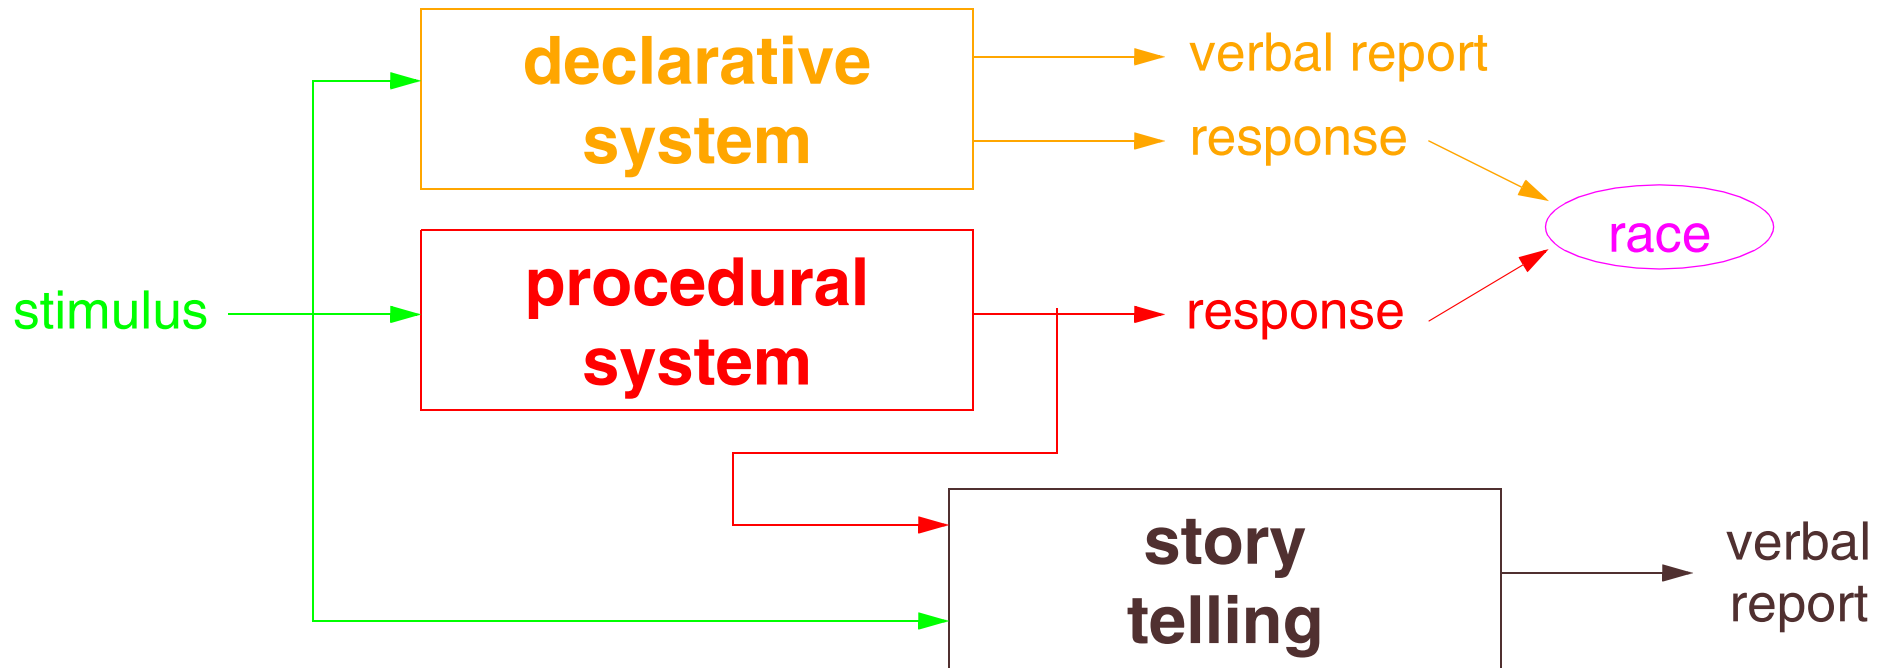 declarative
system
verbal report
response
race
stimulus
procedural
system
response
story
telling
verbal
report